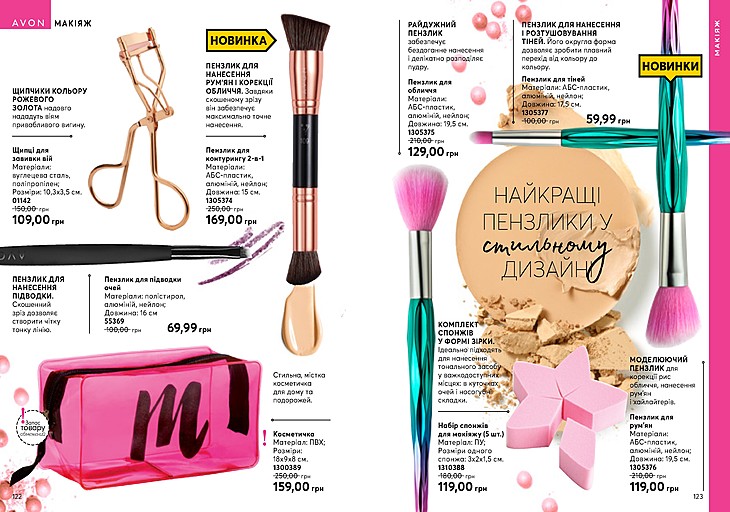 AVON МАКІЯЖ
НОВИНКА
ЩИПЧИКИ КОЛЬОРУ
РОЖЕВОГО
ЗОЛОТА надовго
нададуть віям
привабливого вигину.
Щипці для
завивки вій
Матеріали:
вуглецева сталь,
поліпропілен;
Розміри: 10,3х3,5 см.
01142
150,00 грн
109,00 грн
ПЕНЗЛИК ДЛЯ
НАНЕСЕННЯ
РУМ'ЯН І КОРЕКЦІЇ
ОБЛИЧЧЯ. Завдяки
скошеному зрізу
він забезпечує
максимально точне
нанесення.
Пензлик для
контурингу 2-в-1
Матеріали:
АБС-пластик,
алюміній, нейлон;
Довжина: 15 см.
1305374
250,00 грн
169,00 грн
ПЕНЗЛИК ДЛЯ
НАНЕСЕННЯ
ПІДВОДКИ.
Скошенний
зріз дозволяє
створити чітку
тонку лінію.
Пензлик для підводки
очей
Матеріали: полістирол,
алюміній, нейлон;
Довжина: 16 см
55369
100,00 грн
69,99 грн
m
Запас
товару
обмежений
Стильна, містка
косметичка
для дому та
подорожей.
! Косметичка
Матеріал: ПВХ;
Розміри:
18х9х8 см.
1300389
250,00 грн
159,00 грн
122
РАЙДУЖНИЙ
ПЕНЗЛИК
забезпечує
бездоганне нанесення
і делікатно розподіляє
пудру.
Пензлик для
обличчя
Матеріали:
АБС-пластик,
алюміній, нейлон;
Довжина: 19,5 см.
1305375
210,00 грн
129,00 грн
ПЕНЗЛИК ДЛЯ НАНЕСЕННЯ
І РОЗТУШОВУВАННЯ
ТІНЕЙ. Його округла форма
дозволяє зробити плавний
перехід від кольору до
кольору.
Пензлик для тіней
Матеріали: АБС-пластик,
алюміній, нейлон;
Довжина: 17,5 см.
1305377
100,00 грн
59,99 грн
НОВИНКИ
МАКІЯЖ
НАЙКРАЩІ
ПЕНЗЛИКИ У
стильному
ДИЗАЙНІ
КОМПЛЕКТ
СПОНЖІВ
У ФОРМІ ЗІРКИ.
Ідеально підходять
для нанесення
тонального засобу
у важкодоступних
місцях: в куточках
очей і носогубних
складках.
Набір спонжів
для макіяжу (5 шт.)
Матеріали: ПУ;
Розміри одного
спонжа: 3х2х1,5 см.
1310388
180,00 грн
119,00 грн
МОДЕЛЮЮЧИЙ
ПЕНЗЛИК для
корекції рис
обличчя, нанесення
рум'ян
і хайлайтерів.
Пензлик для
рум'ян
Матеріали:
АБС-пластик,
алюміній, нейлон;
Довжина: 19,5 см.
1305376
210,00 грн
119,00 грн
123